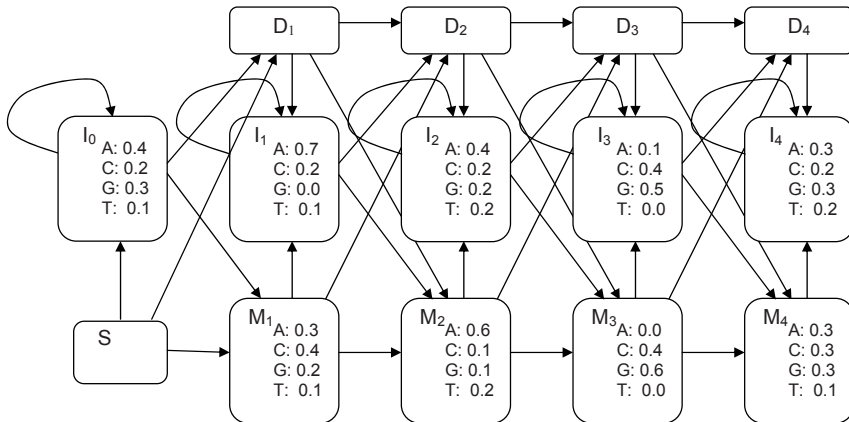 D1
D2
D3
D4
I0
A: 0.4
C: 0.2
G: 0.3
T: 0.1
I1
A: 0.7
C: 0.2
G: 0.0
T: 0.1
I2
A: 0.4
C: 0.2
G: 0.2
T: 0.2
I3
A: 0.1
C: 0.4
G: 0.5
T: 0.0
I4
A: 0.3
C: 0.2
G: 0.3
T: 0.2
S
M1
A: 0.3
C: 0.4
G: 0.2
T: 0.1
M2
A: 0.6
C: 0.1
G: 0.1
T: 0.2
M3
A: 0.0
C: 0.4
G: 0.6
T: 0.0
M4
A: 0.3
C: 0.3
G: 0.3
T: 0.1